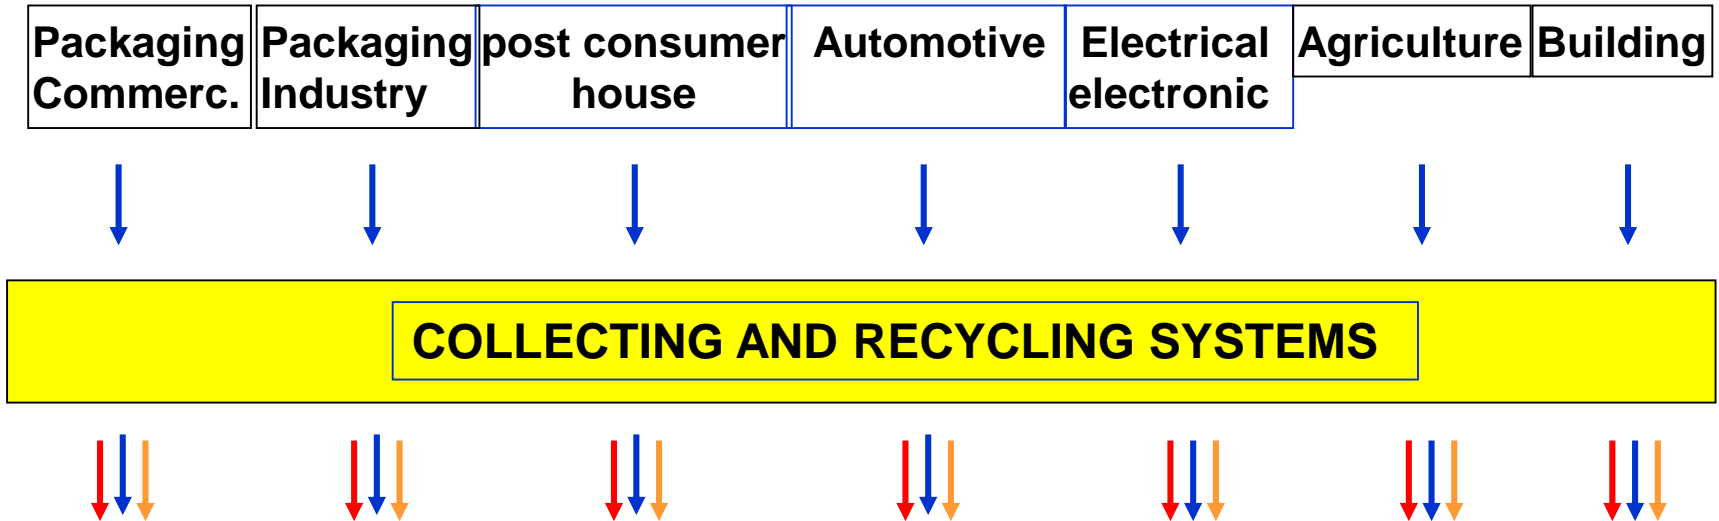 Packaging
Commerc.
Packaging
Industry
post consumer
house
Automotive
Electrical
electronic
Agriculture
Building
COLLECTING AND RECYCLING SYSTEMS